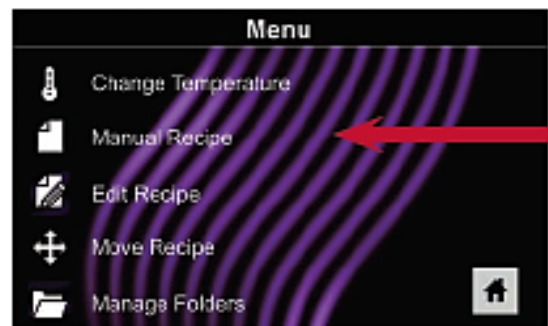 Menu
Change Temperature
Manual Recipe
Edit Recipe
Move Recipe
Manage Folders